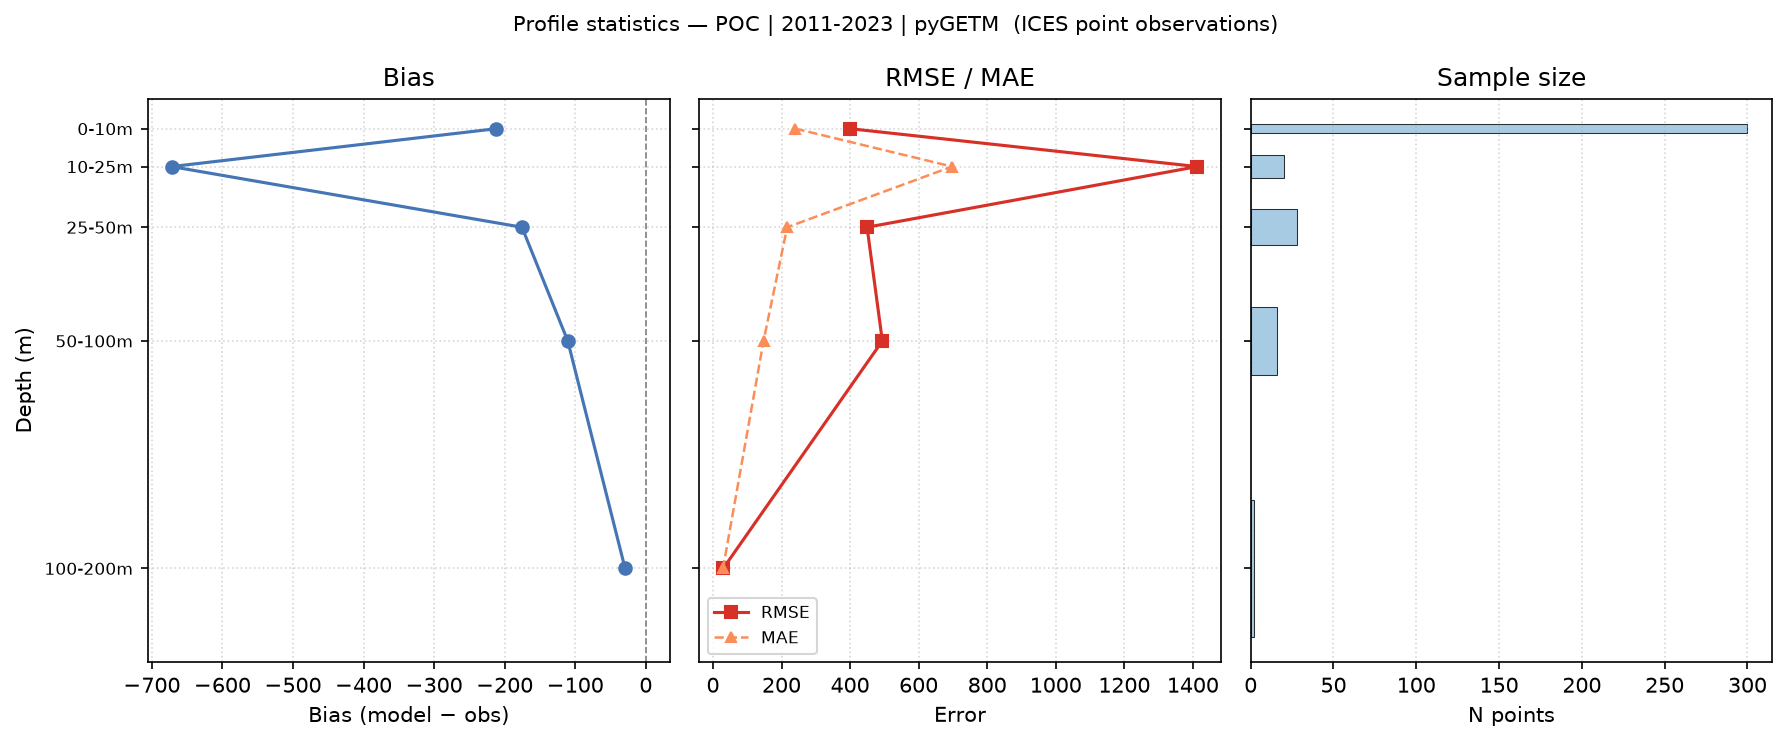 Profile statistics — POC | 2011-2023 | pyGETM  (ICES point observations)
Bias
RMSE / MAE
Sample size
Depth (m)
0-10m
10-25m
25-50m
50-100m
100-200m
RMSE
MAE
−700 −600 −500 −400 −300 −200 −100 0
0 200 400 600 800 1000 1200 1400
0 50 100 150 200 250 300
Bias (model − obs)
Error
N points